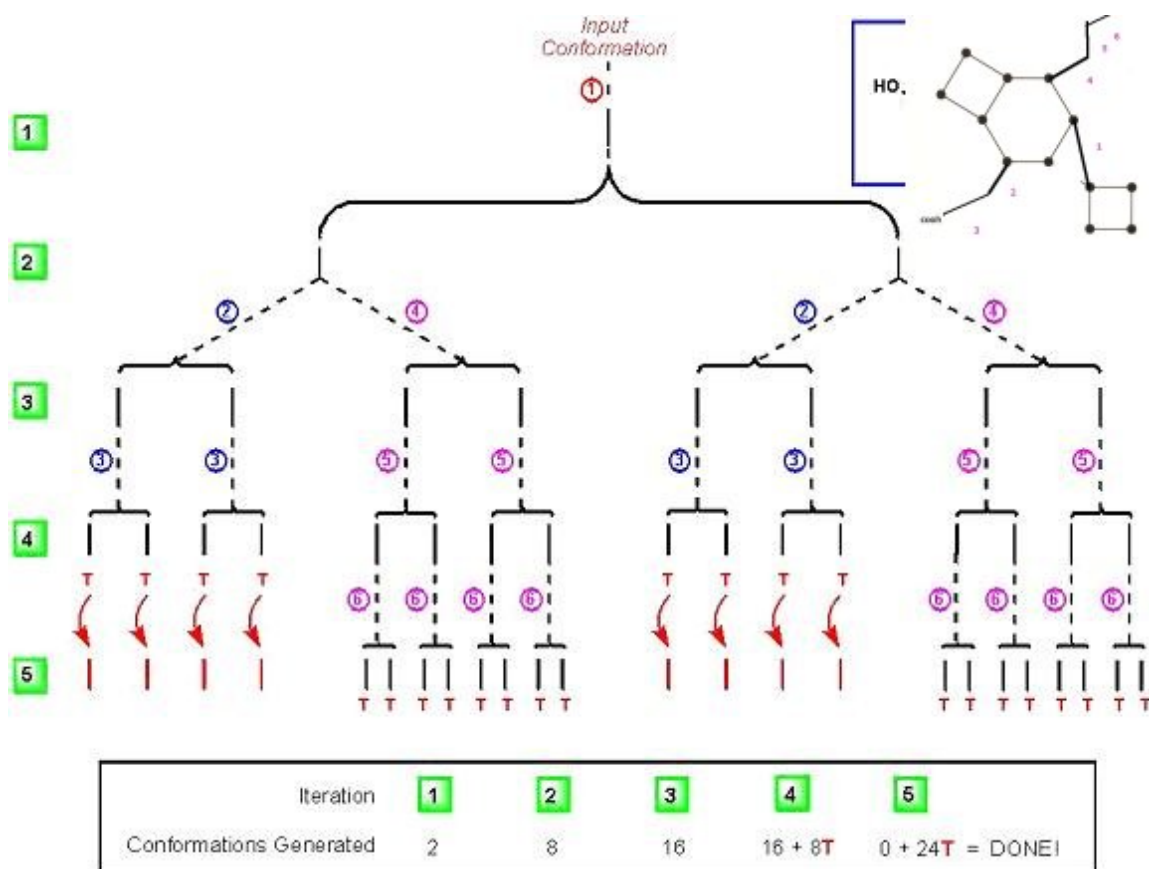 Input
Conformation
1
HO,
6
5
4
1
2
cooh
3
1
2
2 4 2 4
3
3 3 5 5 3 3 5 5
4
T T T T T T T T
6 6 6 6 6 6 6 6
5
T T T T T T T T T T T T T T T T
Iteration 1 2 3 4 5
Conformations Generated 2 8 16 16 + 8T 0 + 24T = DONE!